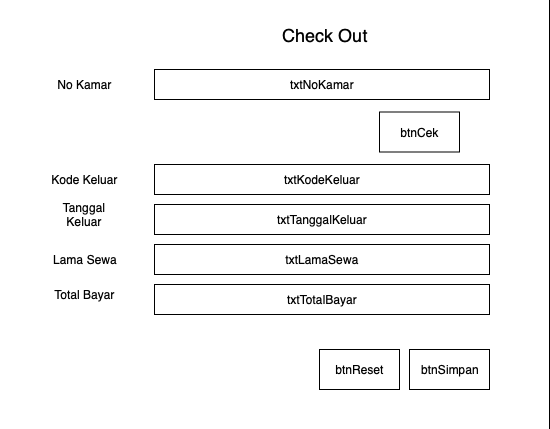 Check Out
No Kamar
txtNoKamar
btnCek
Kode Keluar
txtKodeKeluar
Tanggal
Keluar
txtTanggalKeluar
Lama Sewa
txtLamaSewa
Total Bayar
txtTotalBayar
btnReset
btnSimpan